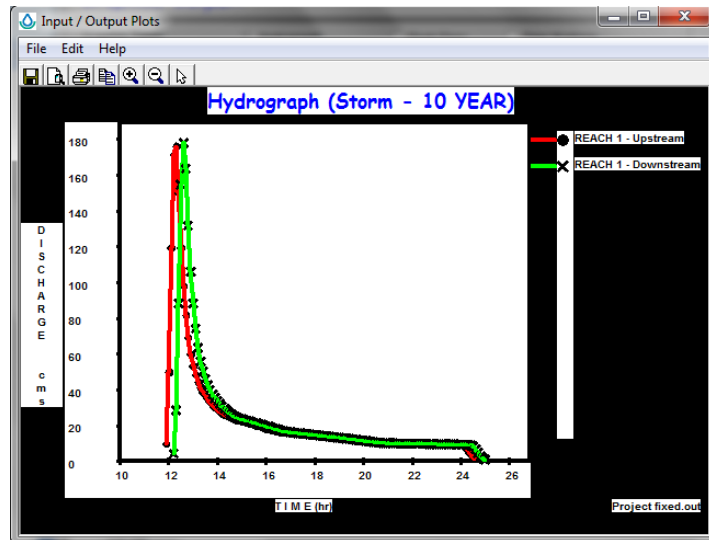 Input / Output Plots
File Edit Help
Hydrograph (Storm - 10 YEAR)
REACH 1 - Upstream
REACH 1 - Downstream
DISCHARGE cms
180
160
140
120
100
80
60
40
20
0
10 12 14 16 18 20 22 24 26
T I M E (hr)
Project fixed.out